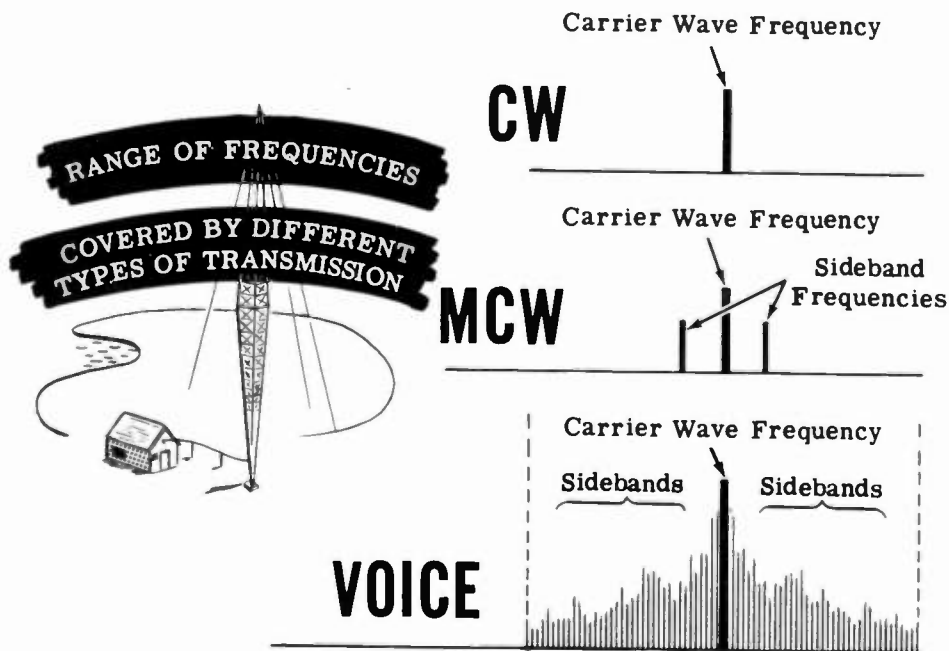 RANGE OF FREQUENCIES
COVERED BY DIFFERENT
TYPES OF TRANSMISSION
CW
Carrier Wave Frequency
MCW
Carrier Wave Frequency
Sideband
Frequencies
VOICE
Carrier Wave Frequency
Sidebands
Sidebands